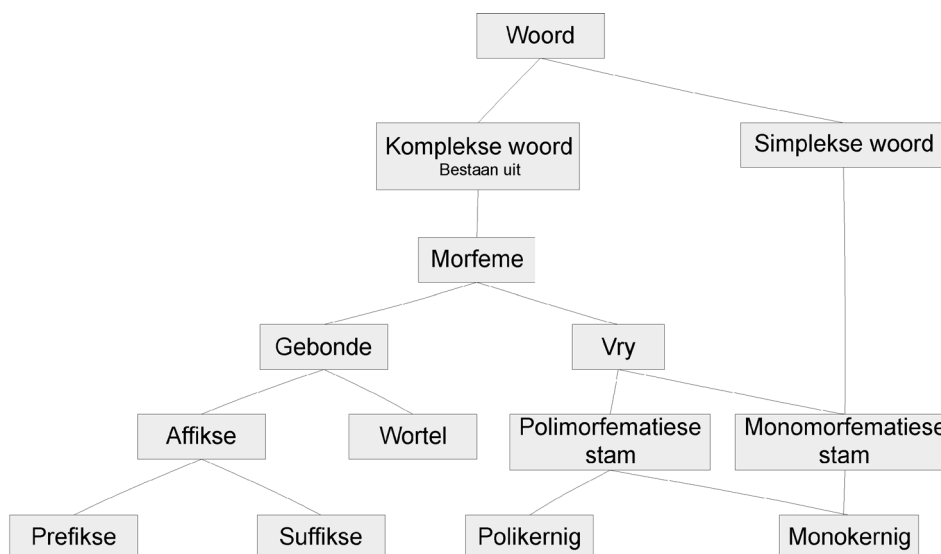 Woord
Komplekse woord
Bestaan uit
Simplekse woord
Morfeme
Gebonde
Vry
Affikse
Wortel
Polimorfematiese
stam
Monomorfematiese
stam
Prefikse
Suffikse
Polikernig
Monokernig